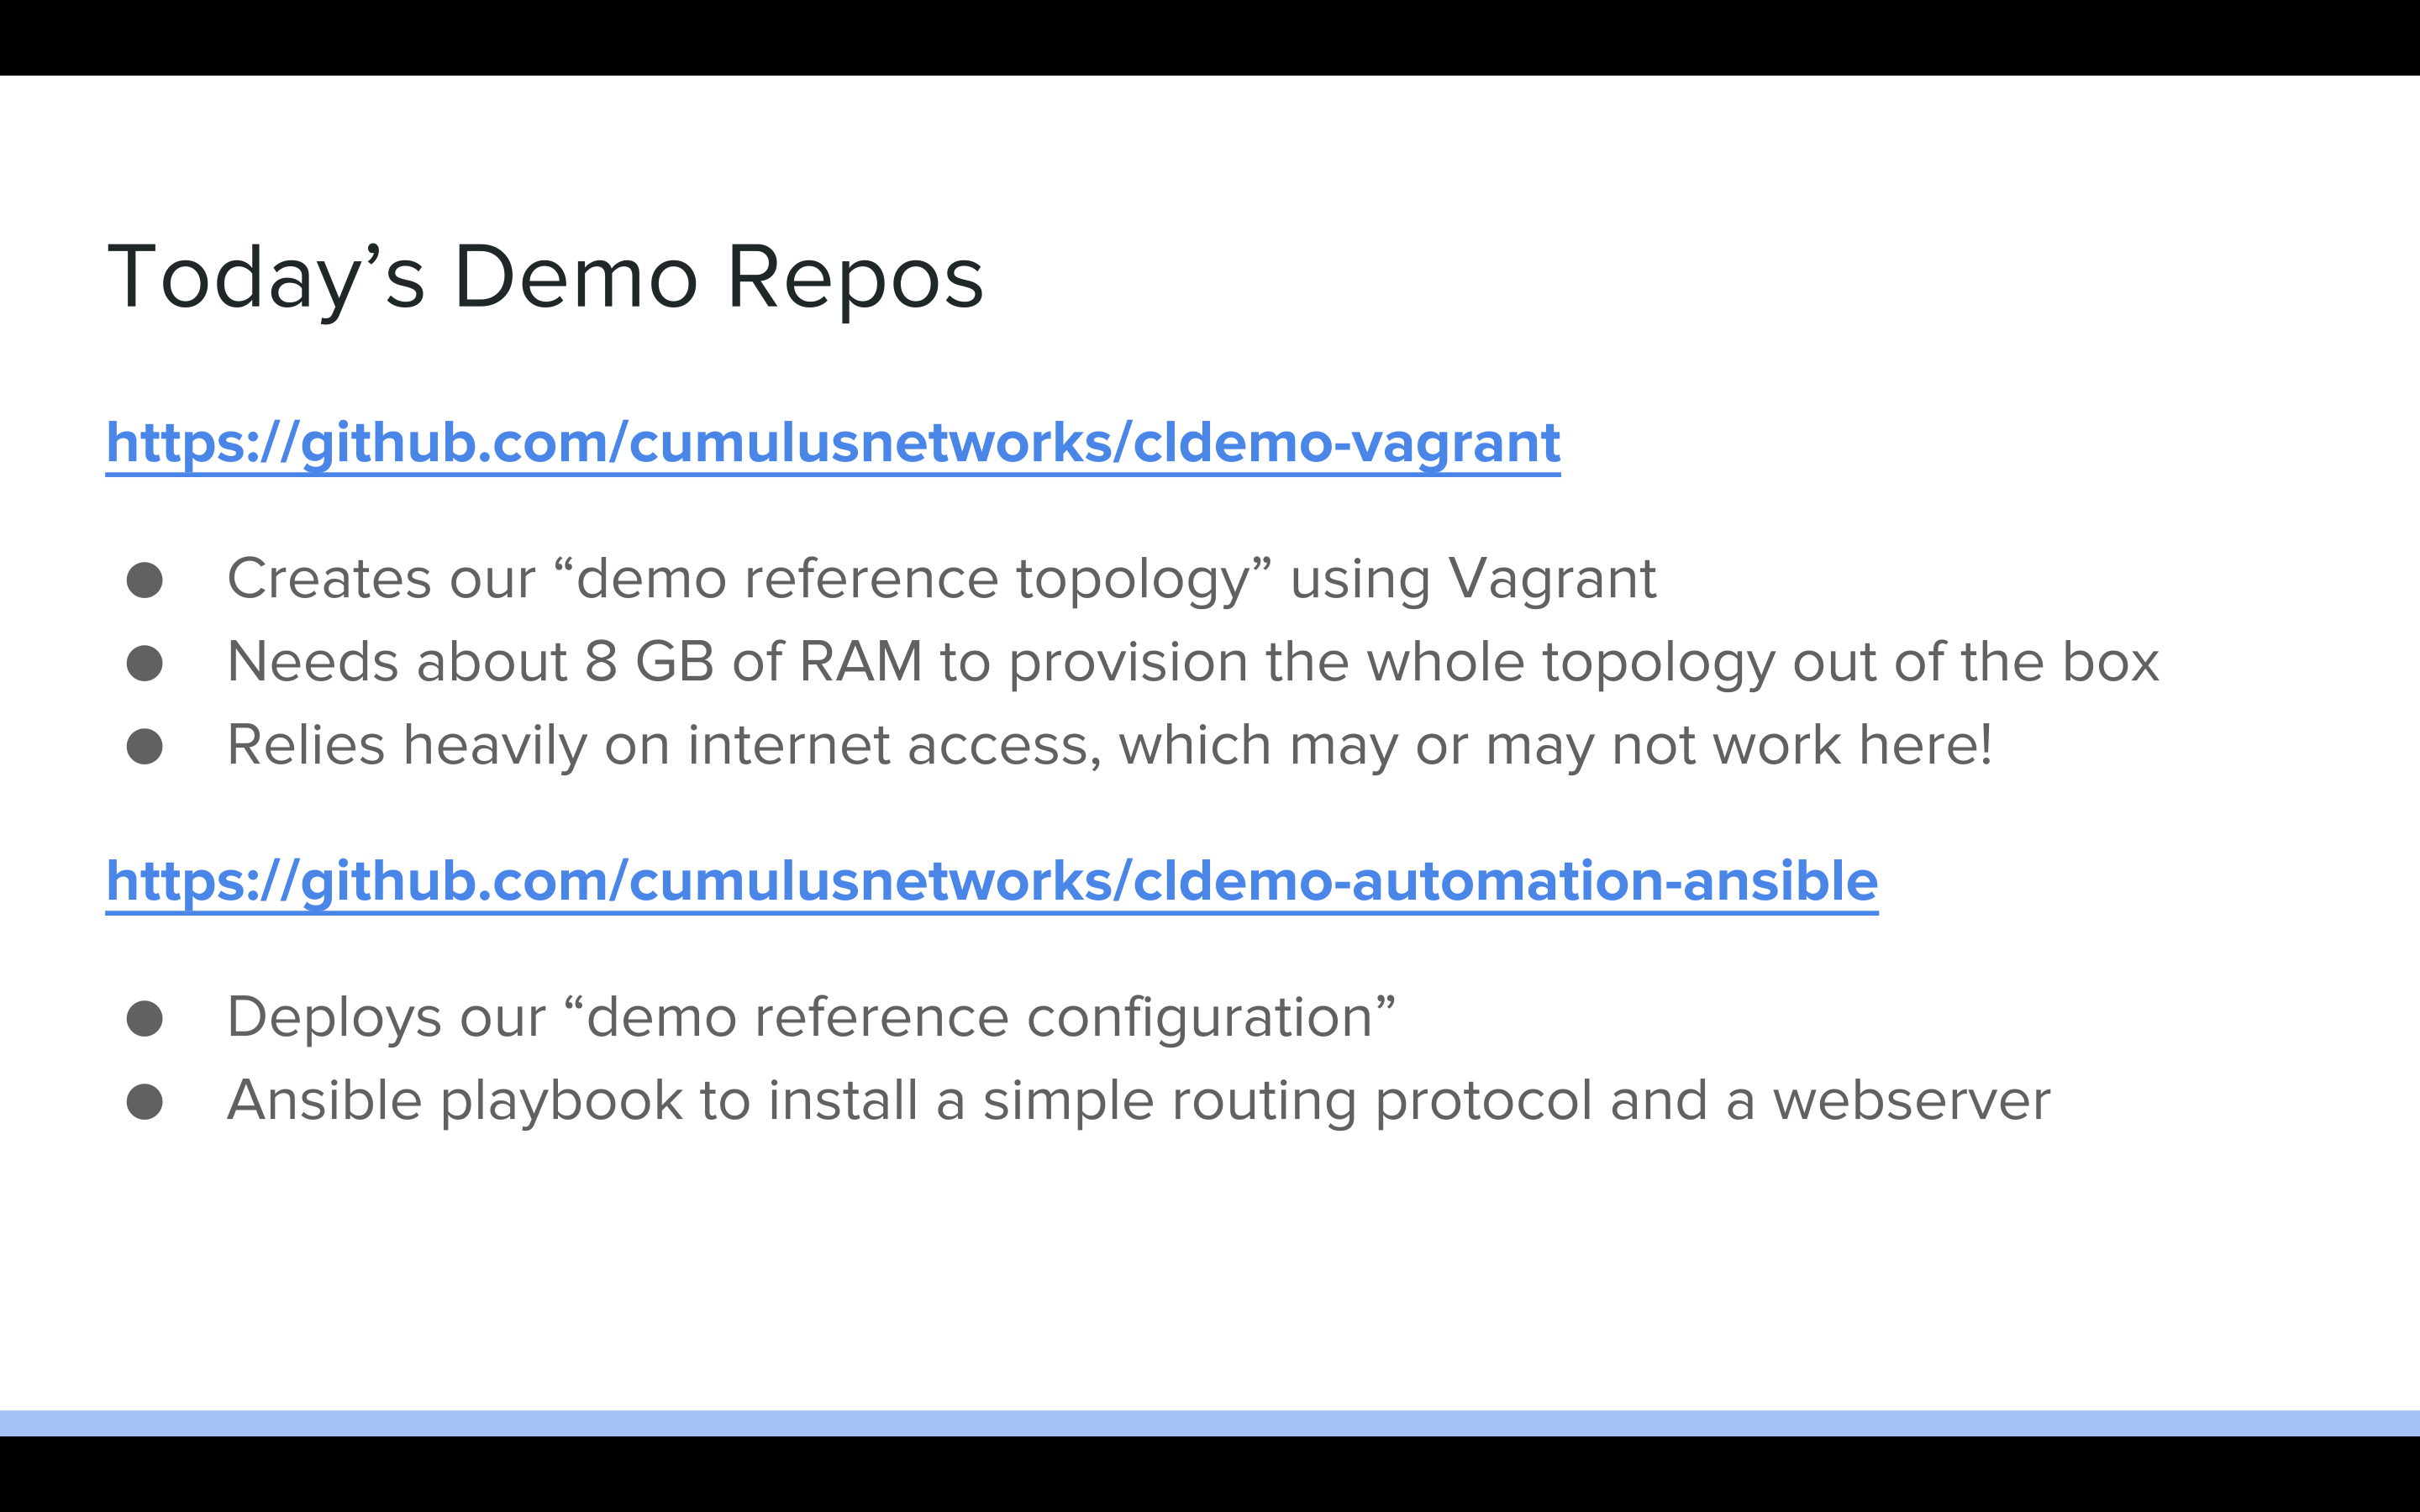 Today’s Demo Repos
https://github.com/cumulusnetworks/cldemo-vagrant
● Creates our “demo reference topology” using Vagrant
● Needs about 8 GB of RAM to provision the whole topology out of the box
● Relies heavily on internet access, which may or may not work here!
https://github.com/cumulusnetworks/cldemo-automation-ansible
● Deploys our “demo reference configuration”
● Ansible playbook to install a simple routing protocol and a webserver